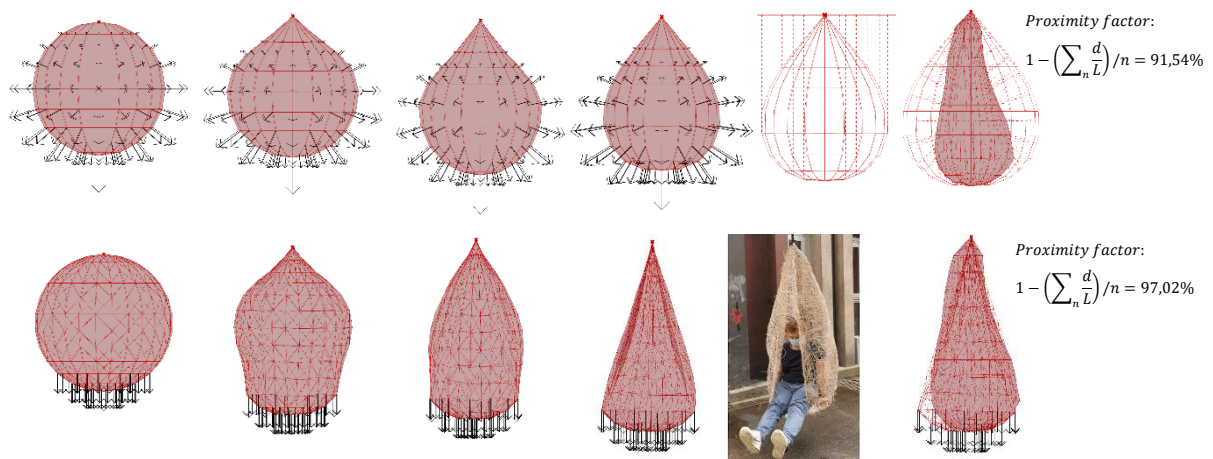 Proximity factor:
1 − (∑ₙ d/L)/n = 91,54%
Proximity factor:
1 − (∑ₙ d/L)/n = 97,02%